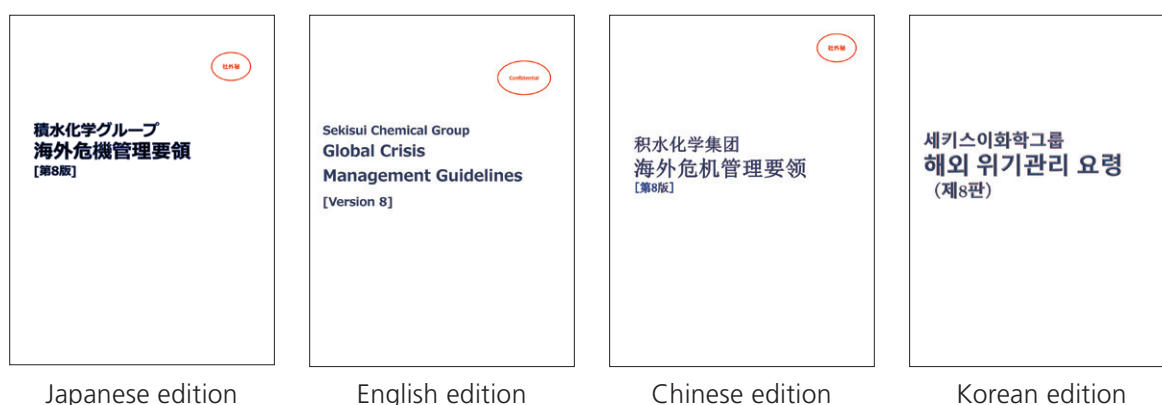 社外秘
積水化学グループ
海外危機管理要領
[第8版]
Japanese edition
Confidential
Sekisui Chemical Group
Global Crisis
Management Guidelines
[Version 8]
English edition
社外秘
积水化学集团
海外危机管理要领
[第8版]
Chinese edition
세키스이화학그룹
해외 위기관리 요령
(제8판)
Korean edition